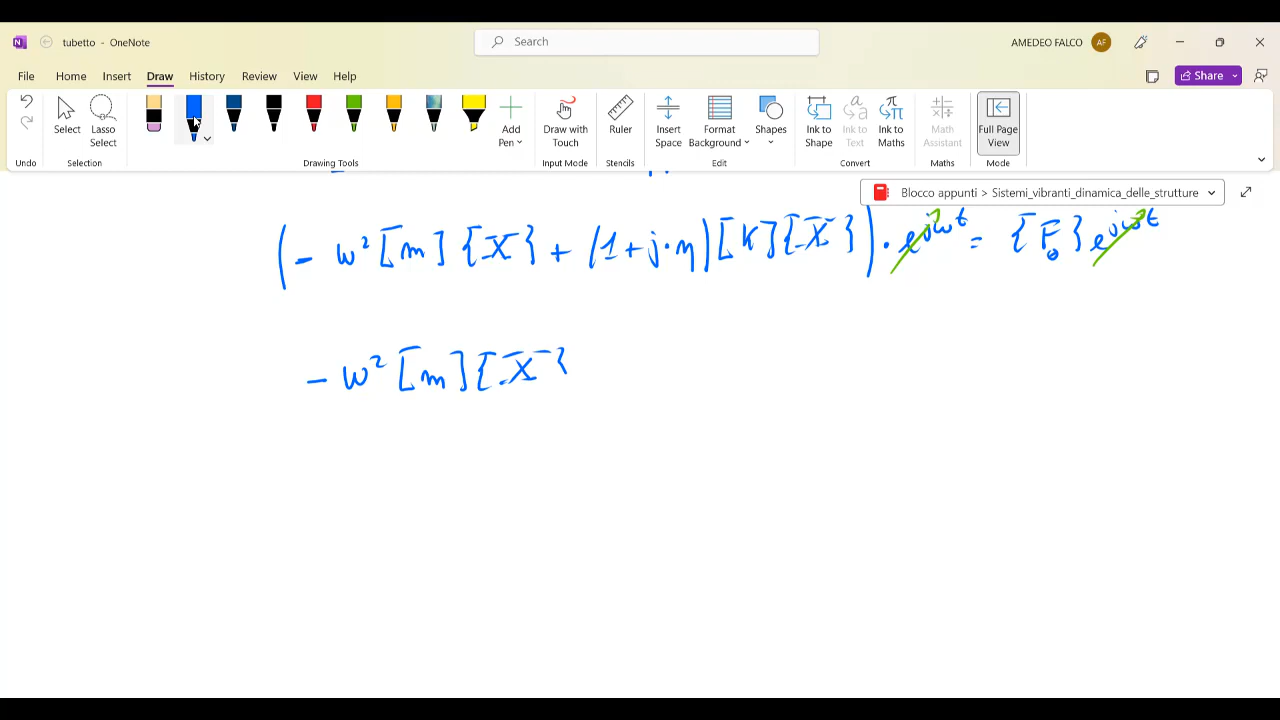 tubetto - OneNote
Search
AMEDEO FALCO AF
File Home Insert Draw History Review View Help
Share
Undo
Select
Lasso Select
Selection
Drawing Tools
Add Pen
Draw with Touch
Input Mode
Ruler
Stencils
Insert Space
Format Background
Shapes
Edit
Ink to Shape
Ink to Text
Ink to Maths
Convert
Math Assistant
Maths
Full Page View
Mode
Blocco appunti > Sistemi_vibranti_dinamica_delle_strutture
(- ω² [m] {X} + (1+j·η)[K]{X}) · e^jωt = {F₀} e^jωt
- ω² [m]{X}